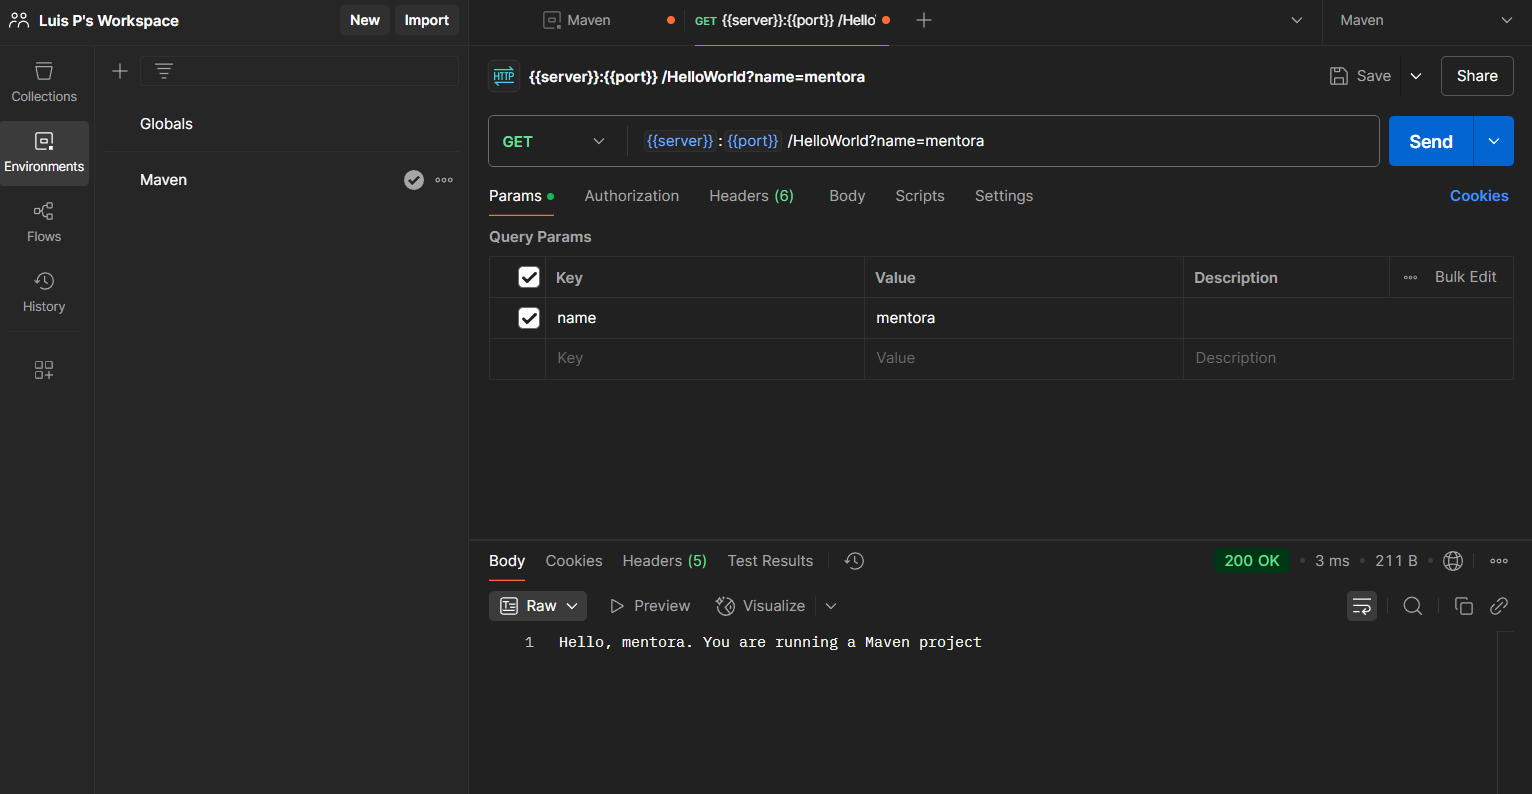 Luis P's Workspace
New
Import
Maven
GET {{server}}:{{port}} /Hello
Maven
Collections
Environments
Flows
History
Globals
Maven
HTTP
{{server}}:{{port}} /HelloWorld?name=mentora
Save
Share
GET
{{server}} : {{port}} /HelloWorld?name=mentora
Send
Params
Authorization
Headers (6)
Body
Scripts
Settings
Cookies
Query Params
Key
Value
Description
Bulk Edit
name
mentora
Key
Value
Description
Body
Cookies
Headers (5)
Test Results
200 OK
3 ms
211 B
Raw
Preview
Visualize
1 Hello, mentora. You are running a Maven project